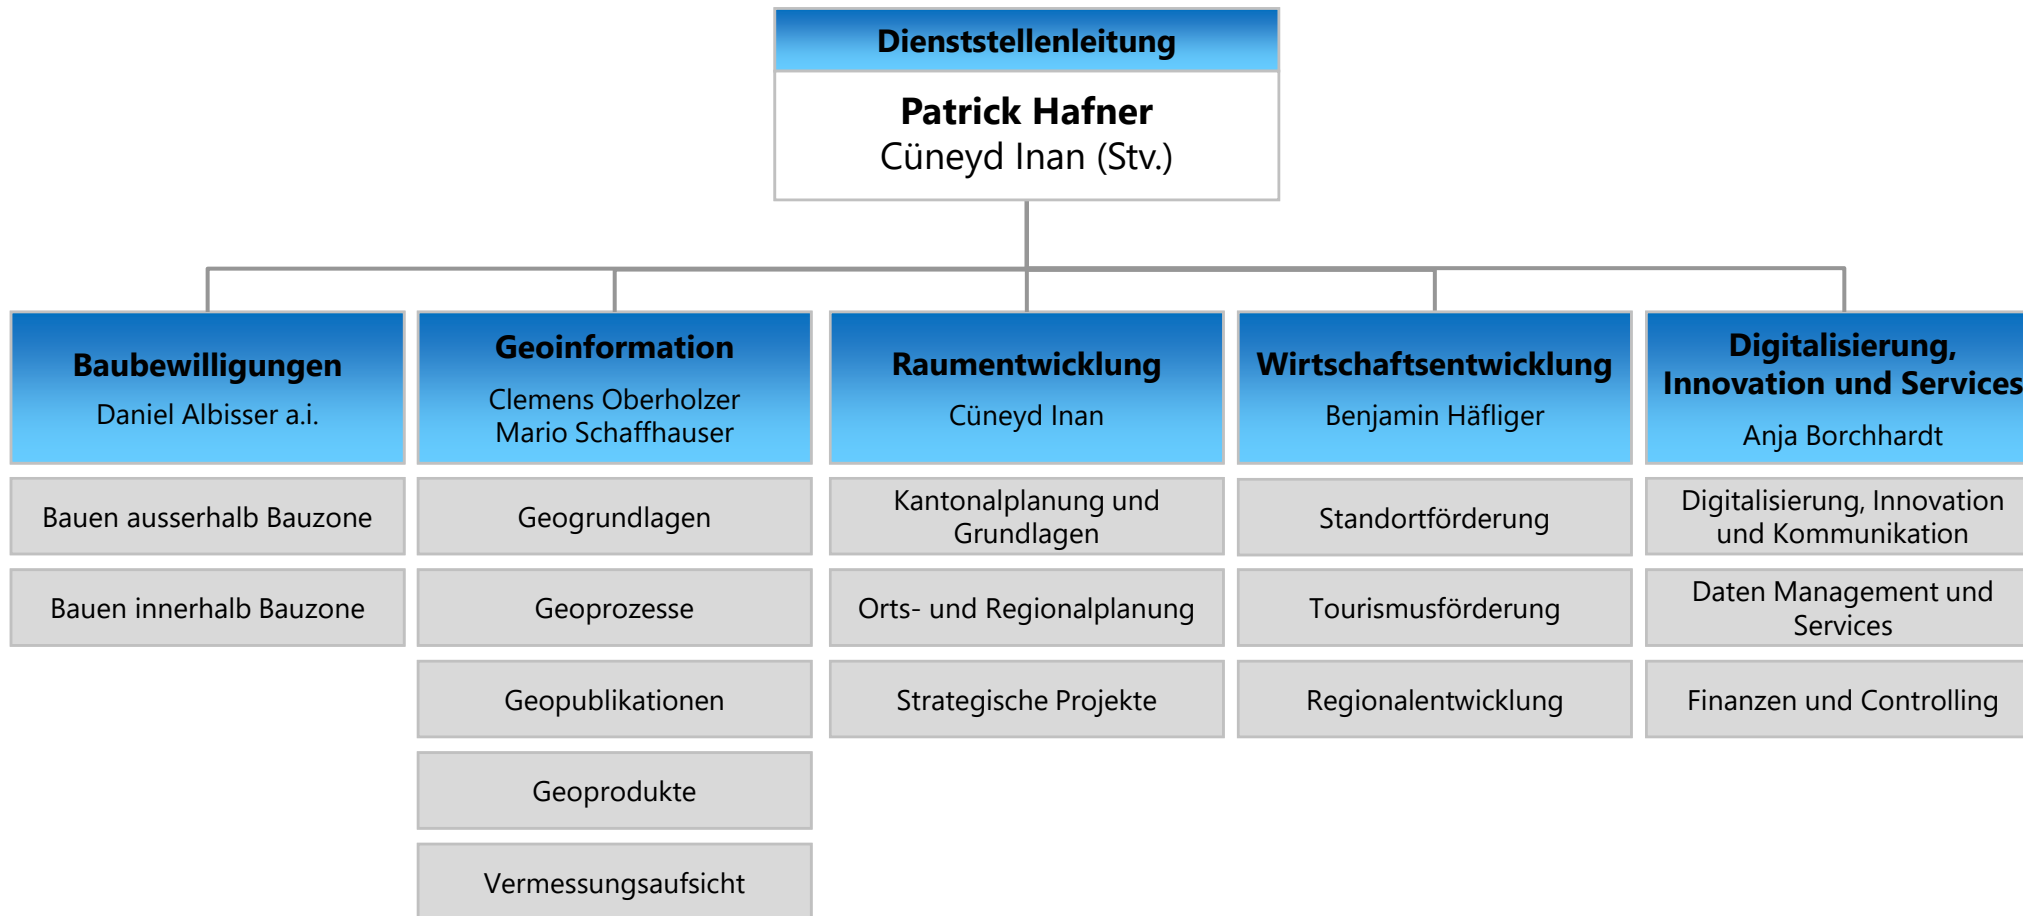 Dienststellenleitung
Patrick Hafner
Cüneyd Inan (Stv.)
Baubewilligungen
Daniel Albisser a.i.
Bauen ausserhalb Bauzone
Bauen innerhalb Bauzone
Geoinformation
Clemens Oberholzer
Mario Schaffhauser
Geogrundlagen
Geoprozesse
Geopublikationen
Geoprodukte
Vermessungsaufsicht
Raumentwicklung
Cüneyd Inan
Kantonalplanung und
Grundlagen
Orts- und Regionalplanung
Strategische Projekte
Wirtschaftsentwicklung
Benjamin Häfliger
Standortförderung
Tourismusförderung
Regionalentwicklung
Digitalisierung,
Innovation und Services
Anja Borchhardt
Digitalisierung, Innovation
und Kommunikation
Daten Management und
Services
Finanzen und Controlling